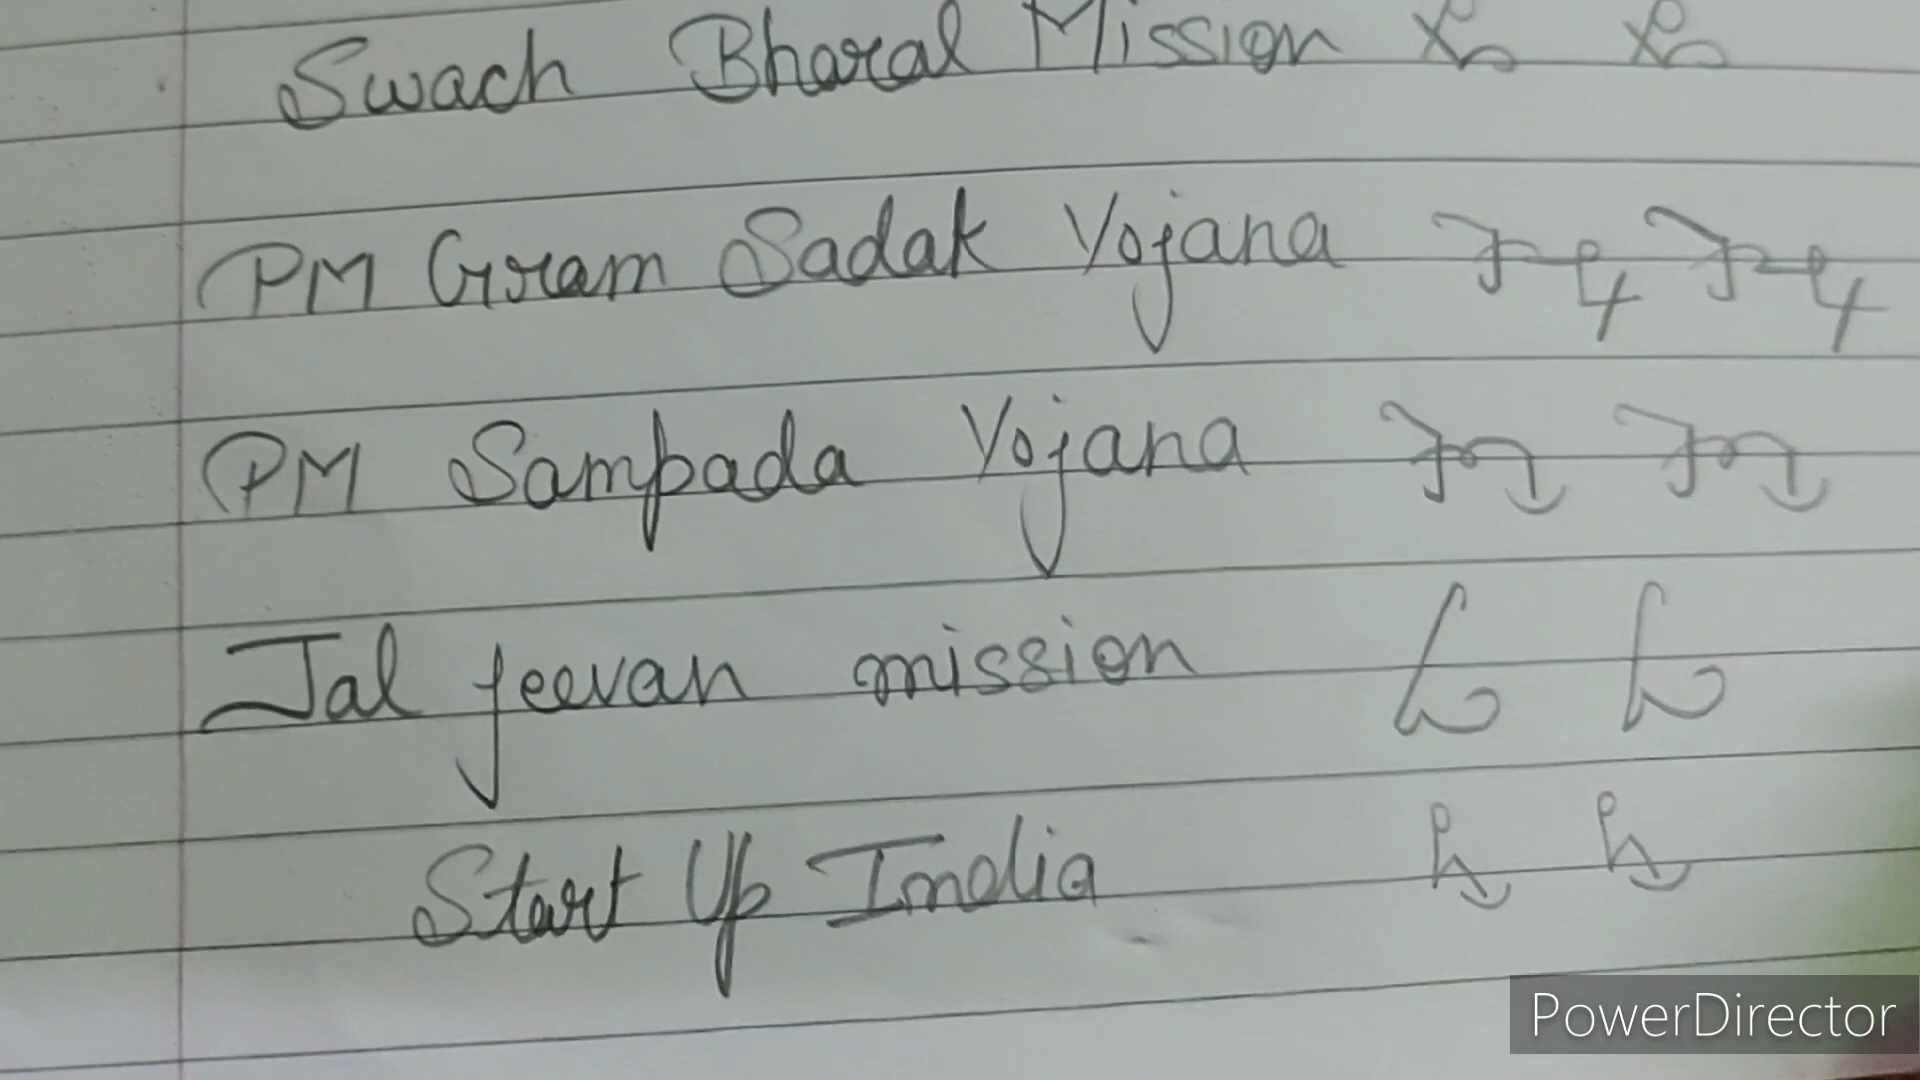 Swach Bharat Mission
PM Gram Sadak Yojana
PM Sampada Yojana
Jal jeevan mission
Start Up India
PowerDirector